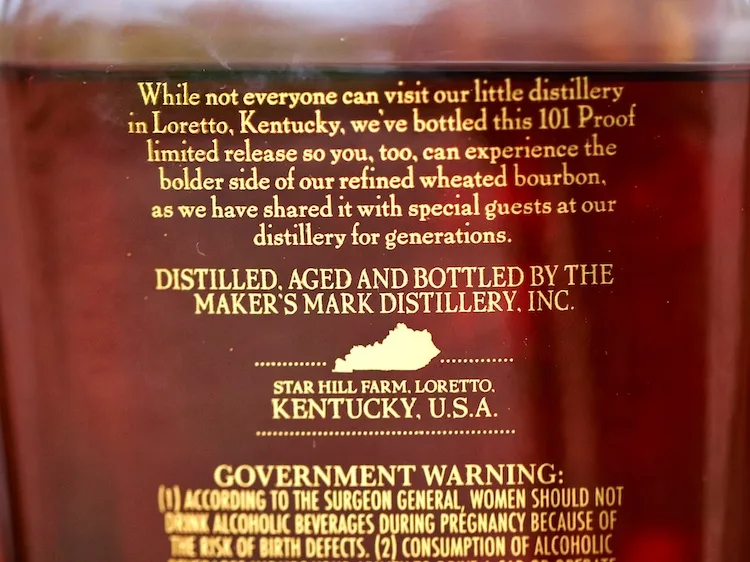 While not everyone can visit our little distillery
in Loretto, Kentucky, we've bottled this 101 Proof
limited release so you, too, can experience the
bolder side of our refined wheated bourbon,
as we have shared it with special guests at our
distillery for generations.
DISTILLED, AGED AND BOTTLED BY THE
MAKER'S MARK DISTILLERY, INC.
STAR HILL FARM, LORETTO,
KENTUCKY, U.S.A.
GOVERNMENT WARNING:
(1) ACCORDING TO THE SURGEON GENERAL, WOMEN SHOULD NOT
DRINK ALCOHOLIC BEVERAGES DURING PREGNANCY BECAUSE OF
THE RISK OF BIRTH DEFECTS. (2) CONSUMPTION OF ALCOHOLIC